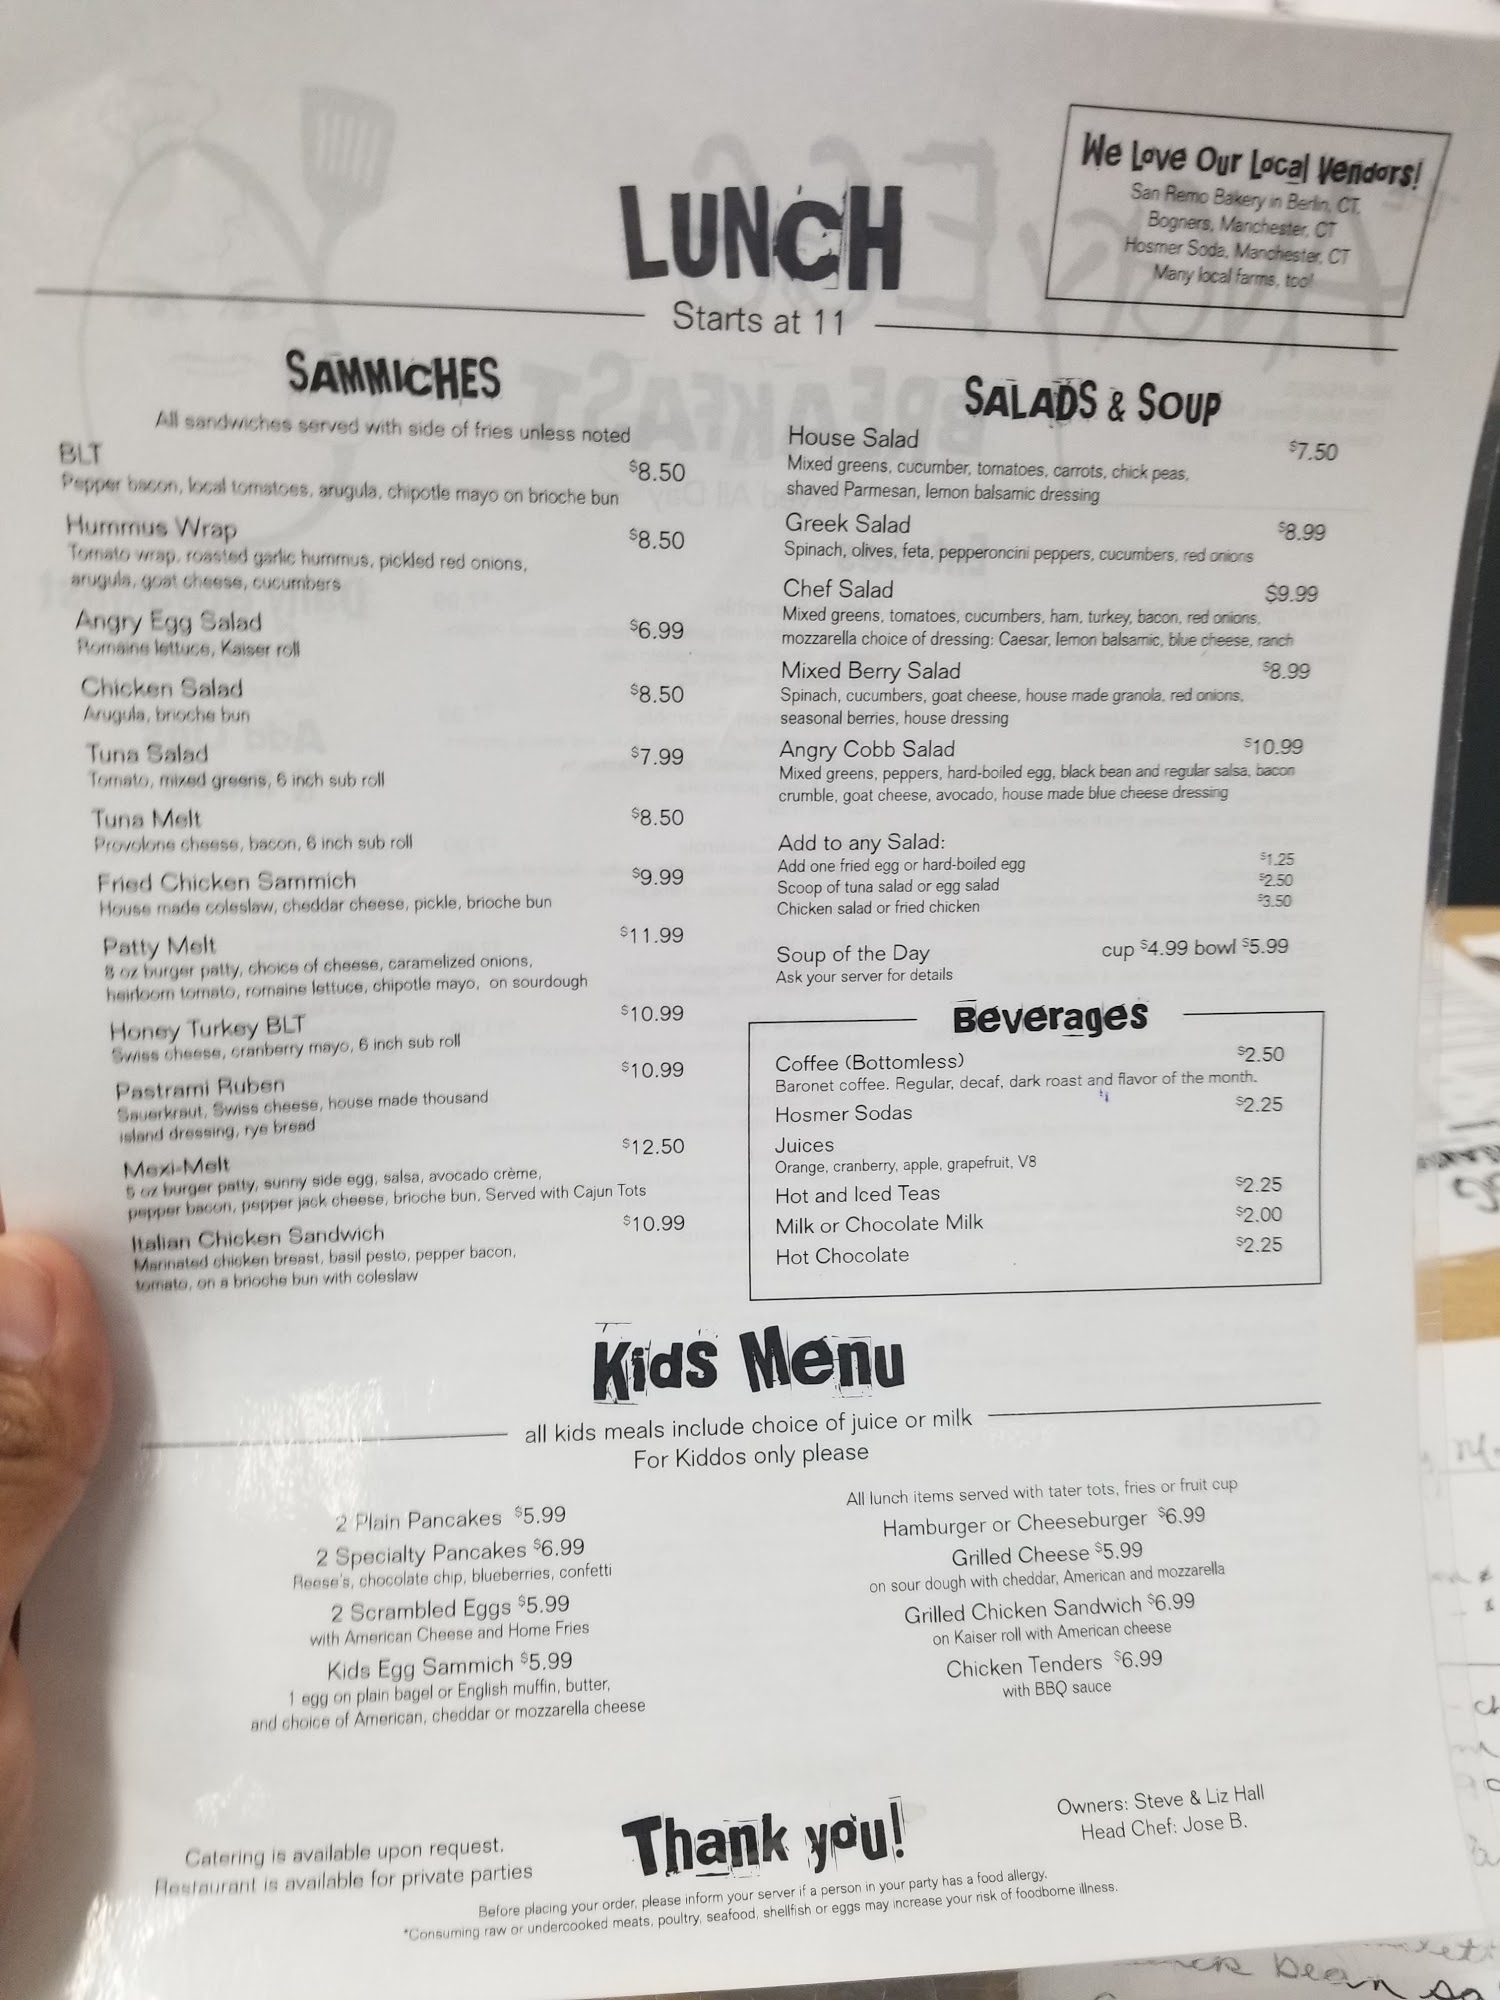 We Love Our Local Vendors!
San Remo Bakery in Berlin, CT,
Bogners, Manchester, CT
Hosmer Soda, Manchester, CT
Many local farms, too!
LUNCH
Starts at 11
SAMMICHES
All sandwiches served with side of fries unless noted
BLT $8.50
Pepper bacon, local tomatoes, arugula, chipotle mayo on brioche bun
Hummus Wrap $8.50
Tomato wrap, roasted garlic hummus, pickled red onions,
arugula, goat cheese, cucumbers
Angry Egg Salad $6.99
Romaine lettuce, Kaiser roll
Chicken Salad $8.50
Arugula, brioche bun
Tuna Salad $7.99
Tomato, mixed greens, 6 inch sub roll
Tuna Melt $8.50
Provolone cheese, bacon, 6 inch sub roll
Fried Chicken Sammich $9.99
House made coleslaw, cheddar cheese, pickle, brioche bun
Patty Melt $11.99
8 oz burger patty, choice of cheese, caramelized onions,
heirloom tomato, romaine lettuce, chipotle mayo, on sourdough
Honey Turkey BLT $10.99
Swiss cheese, cranberry mayo, 6 inch sub roll
Pastrami Ruben $10.99
Sauerkraut, Swiss cheese, house made thousand
island dressing, rye bread
Mexi-Melt $12.50
5 oz burger patty, sunny side egg, salsa, avocado crème,
pepper bacon, pepper jack cheese, brioche bun. Served with Cajun Tots
Italian Chicken Sandwich $10.99
Marinated chicken breast, basil pesto, pepper bacon,
tomato, on a brioche bun with coleslaw
SALADS & SOUP
House Salad $7.50
Mixed greens, cucumber, tomatoes, carrots, chick peas,
shaved Parmesan, lemon balsamic dressing
Greek Salad $8.99
Spinach, olives, feta, pepperoncini peppers, cucumbers, red onions
Chef Salad $9.99
Mixed greens, tomatoes, cucumbers, ham, turkey, bacon, red onions,
mozzarella choice of dressing: Caesar, lemon balsamic, blue cheese, ranch
Mixed Berry Salad $8.99
Spinach, cucumbers, goat cheese, house made granola, red onions,
seasonal berries, house dressing
Angry Cobb Salad $10.99
Mixed greens, peppers, hard-boiled egg, black bean and regular salsa, bacon
crumble, goat cheese, avocado, house made blue cheese dressing
Add to any Salad:
Add one fried egg or hard-boiled egg $1.25
Scoop of tuna salad or egg salad $2.50
Chicken salad or fried chicken $3.50
Soup of the Day cup $4.99 bowl $5.99
Ask your server for details
Beverages
Coffee (Bottomless) $2.50
Baronet coffee. Regular, decaf, dark roast and flavor of the month.
Hosmer Sodas $2.25
Juices
Orange, cranberry, apple, grapefruit, V8
Hot and Iced Teas $2.25
Milk or Chocolate Milk $2.00
Hot Chocolate $2.25
Kids Menu
all kids meals include choice of juice or milk
For Kiddos only please
2 Plain Pancakes $5.99
2 Specialty Pancakes $6.99
Reese's, chocolate chip, blueberries, confetti
2 Scrambled Eggs $5.99
with American Cheese and Home Fries
Kids Egg Sammich $5.99
1 egg on plain bagel or English muffin, butter,
and choice of American, cheddar or mozzarella cheese
All lunch items served with tater tots, fries or fruit cup
Hamburger or Cheeseburger $6.99
Grilled Cheese $5.99
on sour dough with cheddar, American and mozzarella
Grilled Chicken Sandwich $6.99
on Kaiser roll with American cheese
Chicken Tenders $6.99
with BBQ sauce
Catering is available upon request.
Restaurant is available for private parties
Thank you!
Owners: Steve & Liz Hall
Head Chef: Jose B.
Before placing your order, please inform your server if a person in your party has a food allergy.
*Consuming raw or undercooked meats, poultry, seafood, shellfish or eggs may increase your risk of foodborne illness.
bean